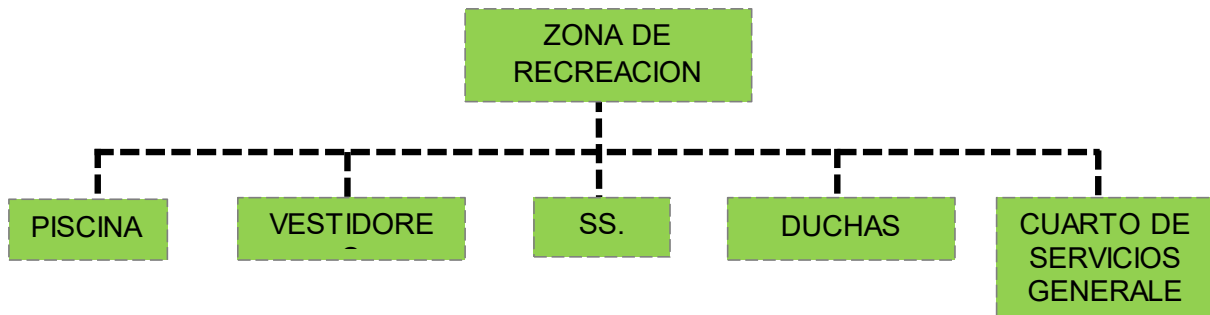 ZONA DE
RECREACION
PISCINA
VESTIDORE
SS.
DUCHAS
CUARTO DE
SERVICIOS
GENERALE